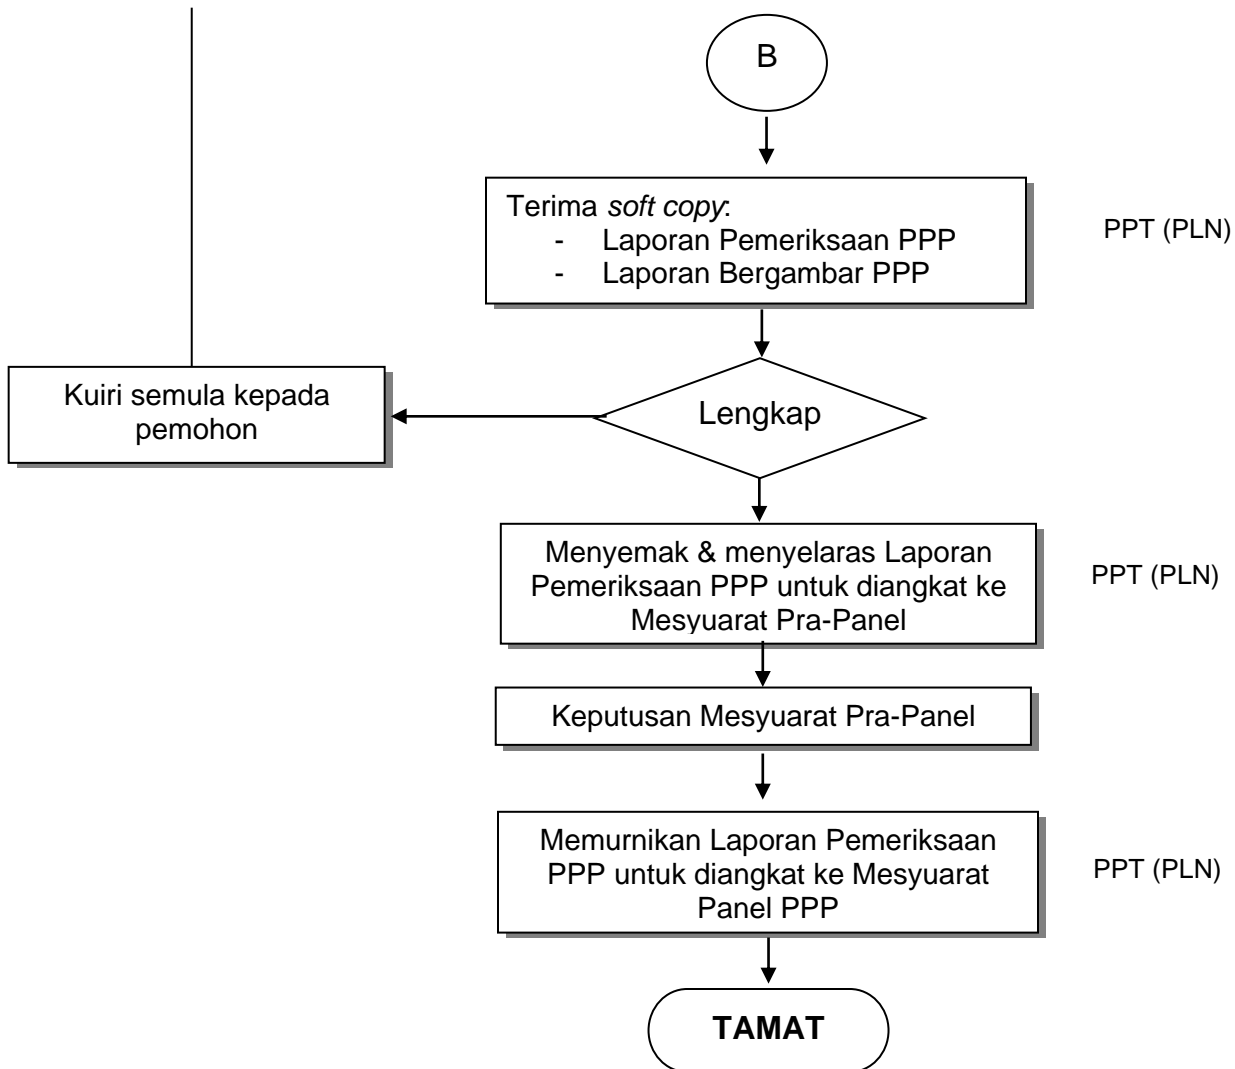 B
Terima soft copy:
- Laporan Pemeriksaan PPP
- Laporan Bergambar PPP
PPT (PLN)
Lengkap
Kuiri semula kepada
pemohon
Menyemak & menyelaras Laporan
Pemeriksaan PPP untuk diangkat ke
Mesyuarat Pra-Panel
PPT (PLN)
Keputusan Mesyuarat Pra-Panel
Memurnikan Laporan Pemeriksaan
PPP untuk diangkat ke Mesyuarat
Panel PPP
PPT (PLN)
TAMAT